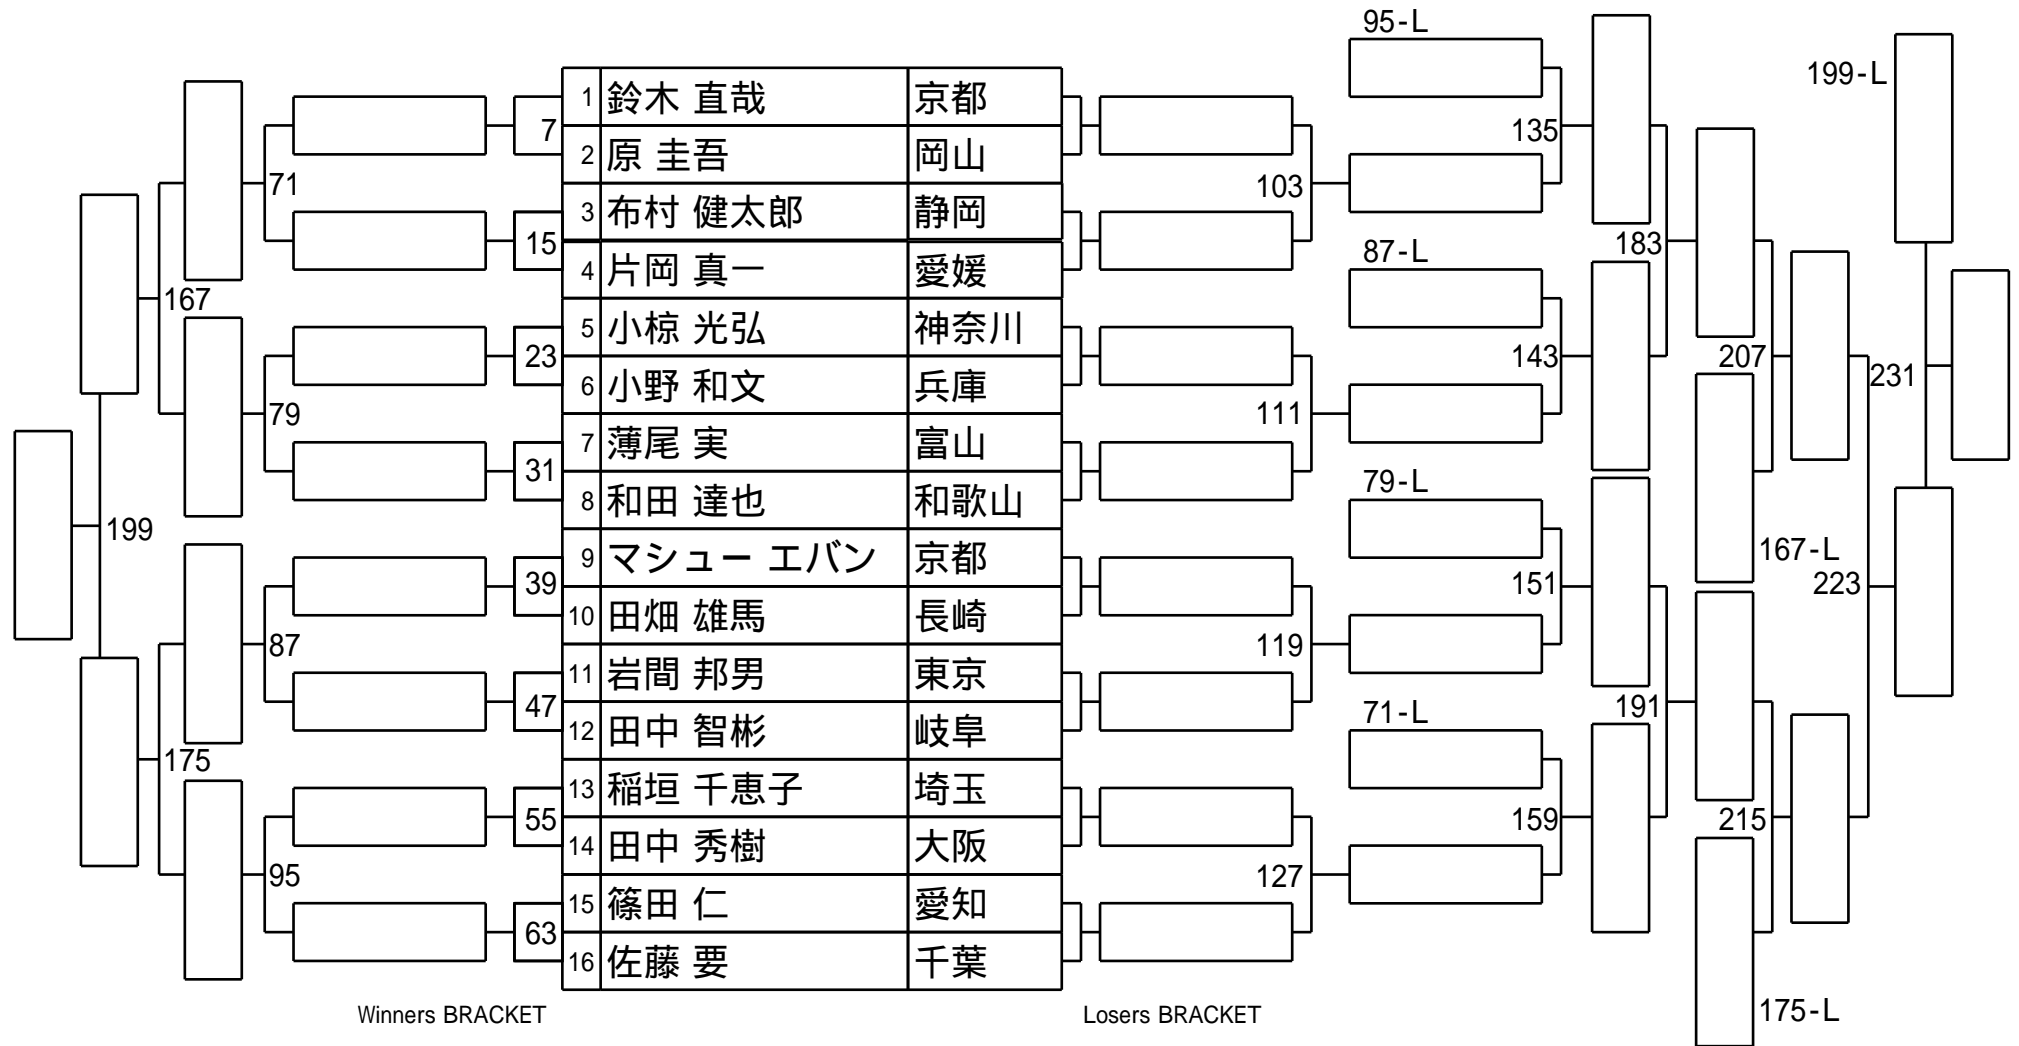 95-L
199-L
1 鈴木 直哉 京都
7
135
2 原 圭吾 岡山
71
103
3 布村 健太郎 静岡
15
183
87-L
4 片岡 真一 愛媛
167
5 小椋 光弘 神奈川
23
143
207
231
6 小野 和文 兵庫
79
111
7 薄尾 実 富山
31
79-L
8 和田 達也 和歌山
199
167-L
9 マシュー エバン 京都
39
151
223
10 田畑 雄馬 長崎
87
119
11 岩間 邦男 東京
47
71-L
191
12 田中 智彬 岐阜
175
13 稲垣 千恵子 埼玉
55
159
215
14 田中 秀樹 大阪
95
127
15 篠田 仁 愛知
63
16 佐藤 要 千葉
175-L
Winners BRACKET
Losers BRACKET